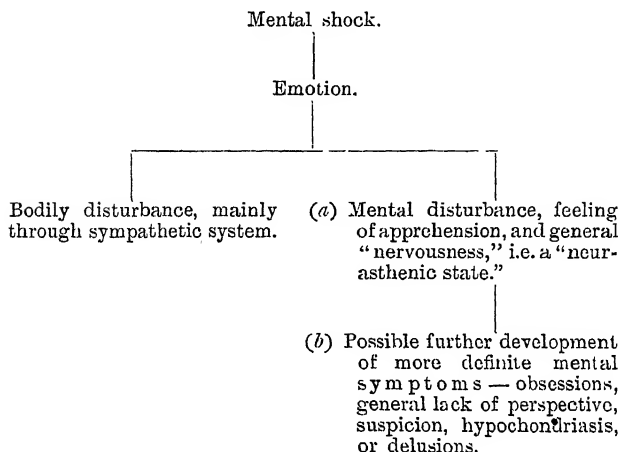 Mental shock.
Emotion.
Bodily disturbance, mainly
through sympathetic system.
(a) Mental disturbance, feeling
of apprehension, and general
“nervousness,” i.e. a “neur-
asthenic state.”
(b) Possible further development
of more definite mental
symptoms — obsessions,
general lack of perspective,
suspicion, hypochondriasis,
or delusions.